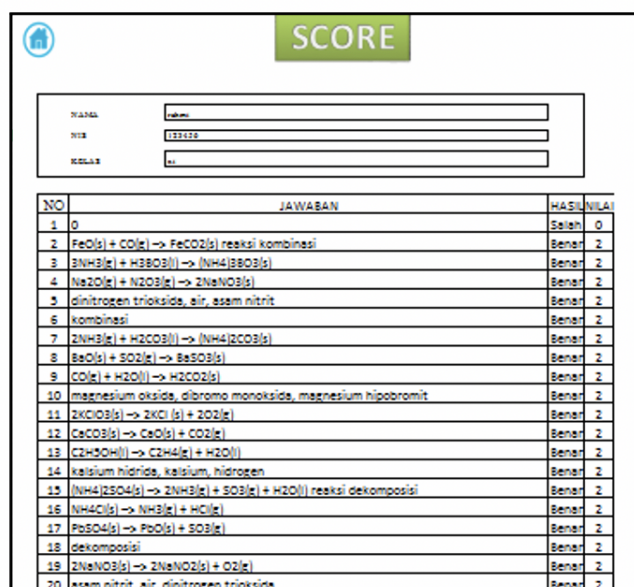 SCORE
NAMA
NIS 123456
KELAS
NO JAWABAN HASIL NILAI
1 0 Salah 0
2 FeO(s) + CO(g) –> FeCO2(s) reaksi kombinasi Benar 2
3 3NH3(g) + H3BO3(l) –> (NH4)3BO3(s) Benar 2
4 Na2O(g) + N2O3(g) –> 2NaNO3(s) Benar 2
5 dinitrogen trioksida, air, asam nitrit Benar 2
6 kombinasi Benar 2
7 2NH3(g) + H2CO3(l) –> (NH4)2CO3(s) Benar 2
8 BaO(s) + SO2(g) –> BaSO3(s) Benar 2
9 CO(g) + H2O(l) –> H2CO2(s) Benar 2
10 magnesium oksida, dibromo monoksida, magnesium hipobromit Benar 2
11 2KClO3(s) –> 2KCl (s) + 2O2(g) Benar 2
12 CaCO3(s) –> CaO(s) + CO2(g) Benar 2
13 C2H5OH(l) –> C2H4(g) + H2O(l) Benar 2
14 kalsium hidrida, kalsium, hidrogen Benar 2
15 (NH4)2SO4(s) –> 2NH3(g) + SO3(g) + H2O(l) reaksi dekomposisi Benar 2
16 NH4Cl(s) –> NH3(g) + HCl(g) Benar 2
17 PbSO4(s) –> PbO(s) + SO3(g) Benar 2
18 dekomposisi Benar 2
19 2NaNO3(s) –> 2NaNO2(s) + O2(g) Benar 2
20 asam nitrit, air, dinitrogen trioksida Benar 2